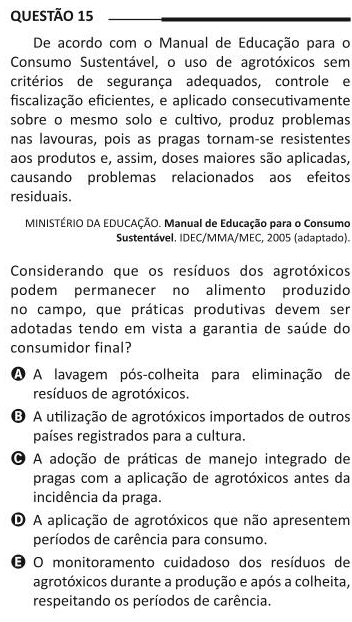 QUESTÃO 15
De acordo com o Manual de Educação para o
Consumo Sustentável, o uso de agrotóxicos sem
critérios de segurança adequados, controle e
fiscalização eficientes, e aplicado consecutivamente
sobre o mesmo solo e cultivo, produz problemas
nas lavouras, pois as pragas tornam-se resistentes
aos produtos e, assim, doses maiores são aplicadas,
causando problemas relacionados aos efeitos
residuais.
MINISTÉRIO DA EDUCAÇÃO. Manual de Educação para o Consumo
Sustentável. IDEC/MMA/MEC, 2005 (adaptado).
Considerando que os resíduos dos agrotóxicos
podem permanecer no alimento produzido
no campo, que práticas produtivas devem ser
adotadas tendo em vista a garantia de saúde do
consumidor final?
A A lavagem pós-colheita para eliminação de
resíduos de agrotóxicos.
B A utilização de agrotóxicos importados de outros
países registrados para a cultura.
C A adoção de práticas de manejo integrado de
pragas com a aplicação de agrotóxicos antes da
incidência da praga.
D A aplicação de agrotóxicos que não apresentem
períodos de carência para consumo.
E O monitoramento cuidadoso dos resíduos de
agrotóxicos durante a produção e após a colheita,
respeitando os períodos de carência.